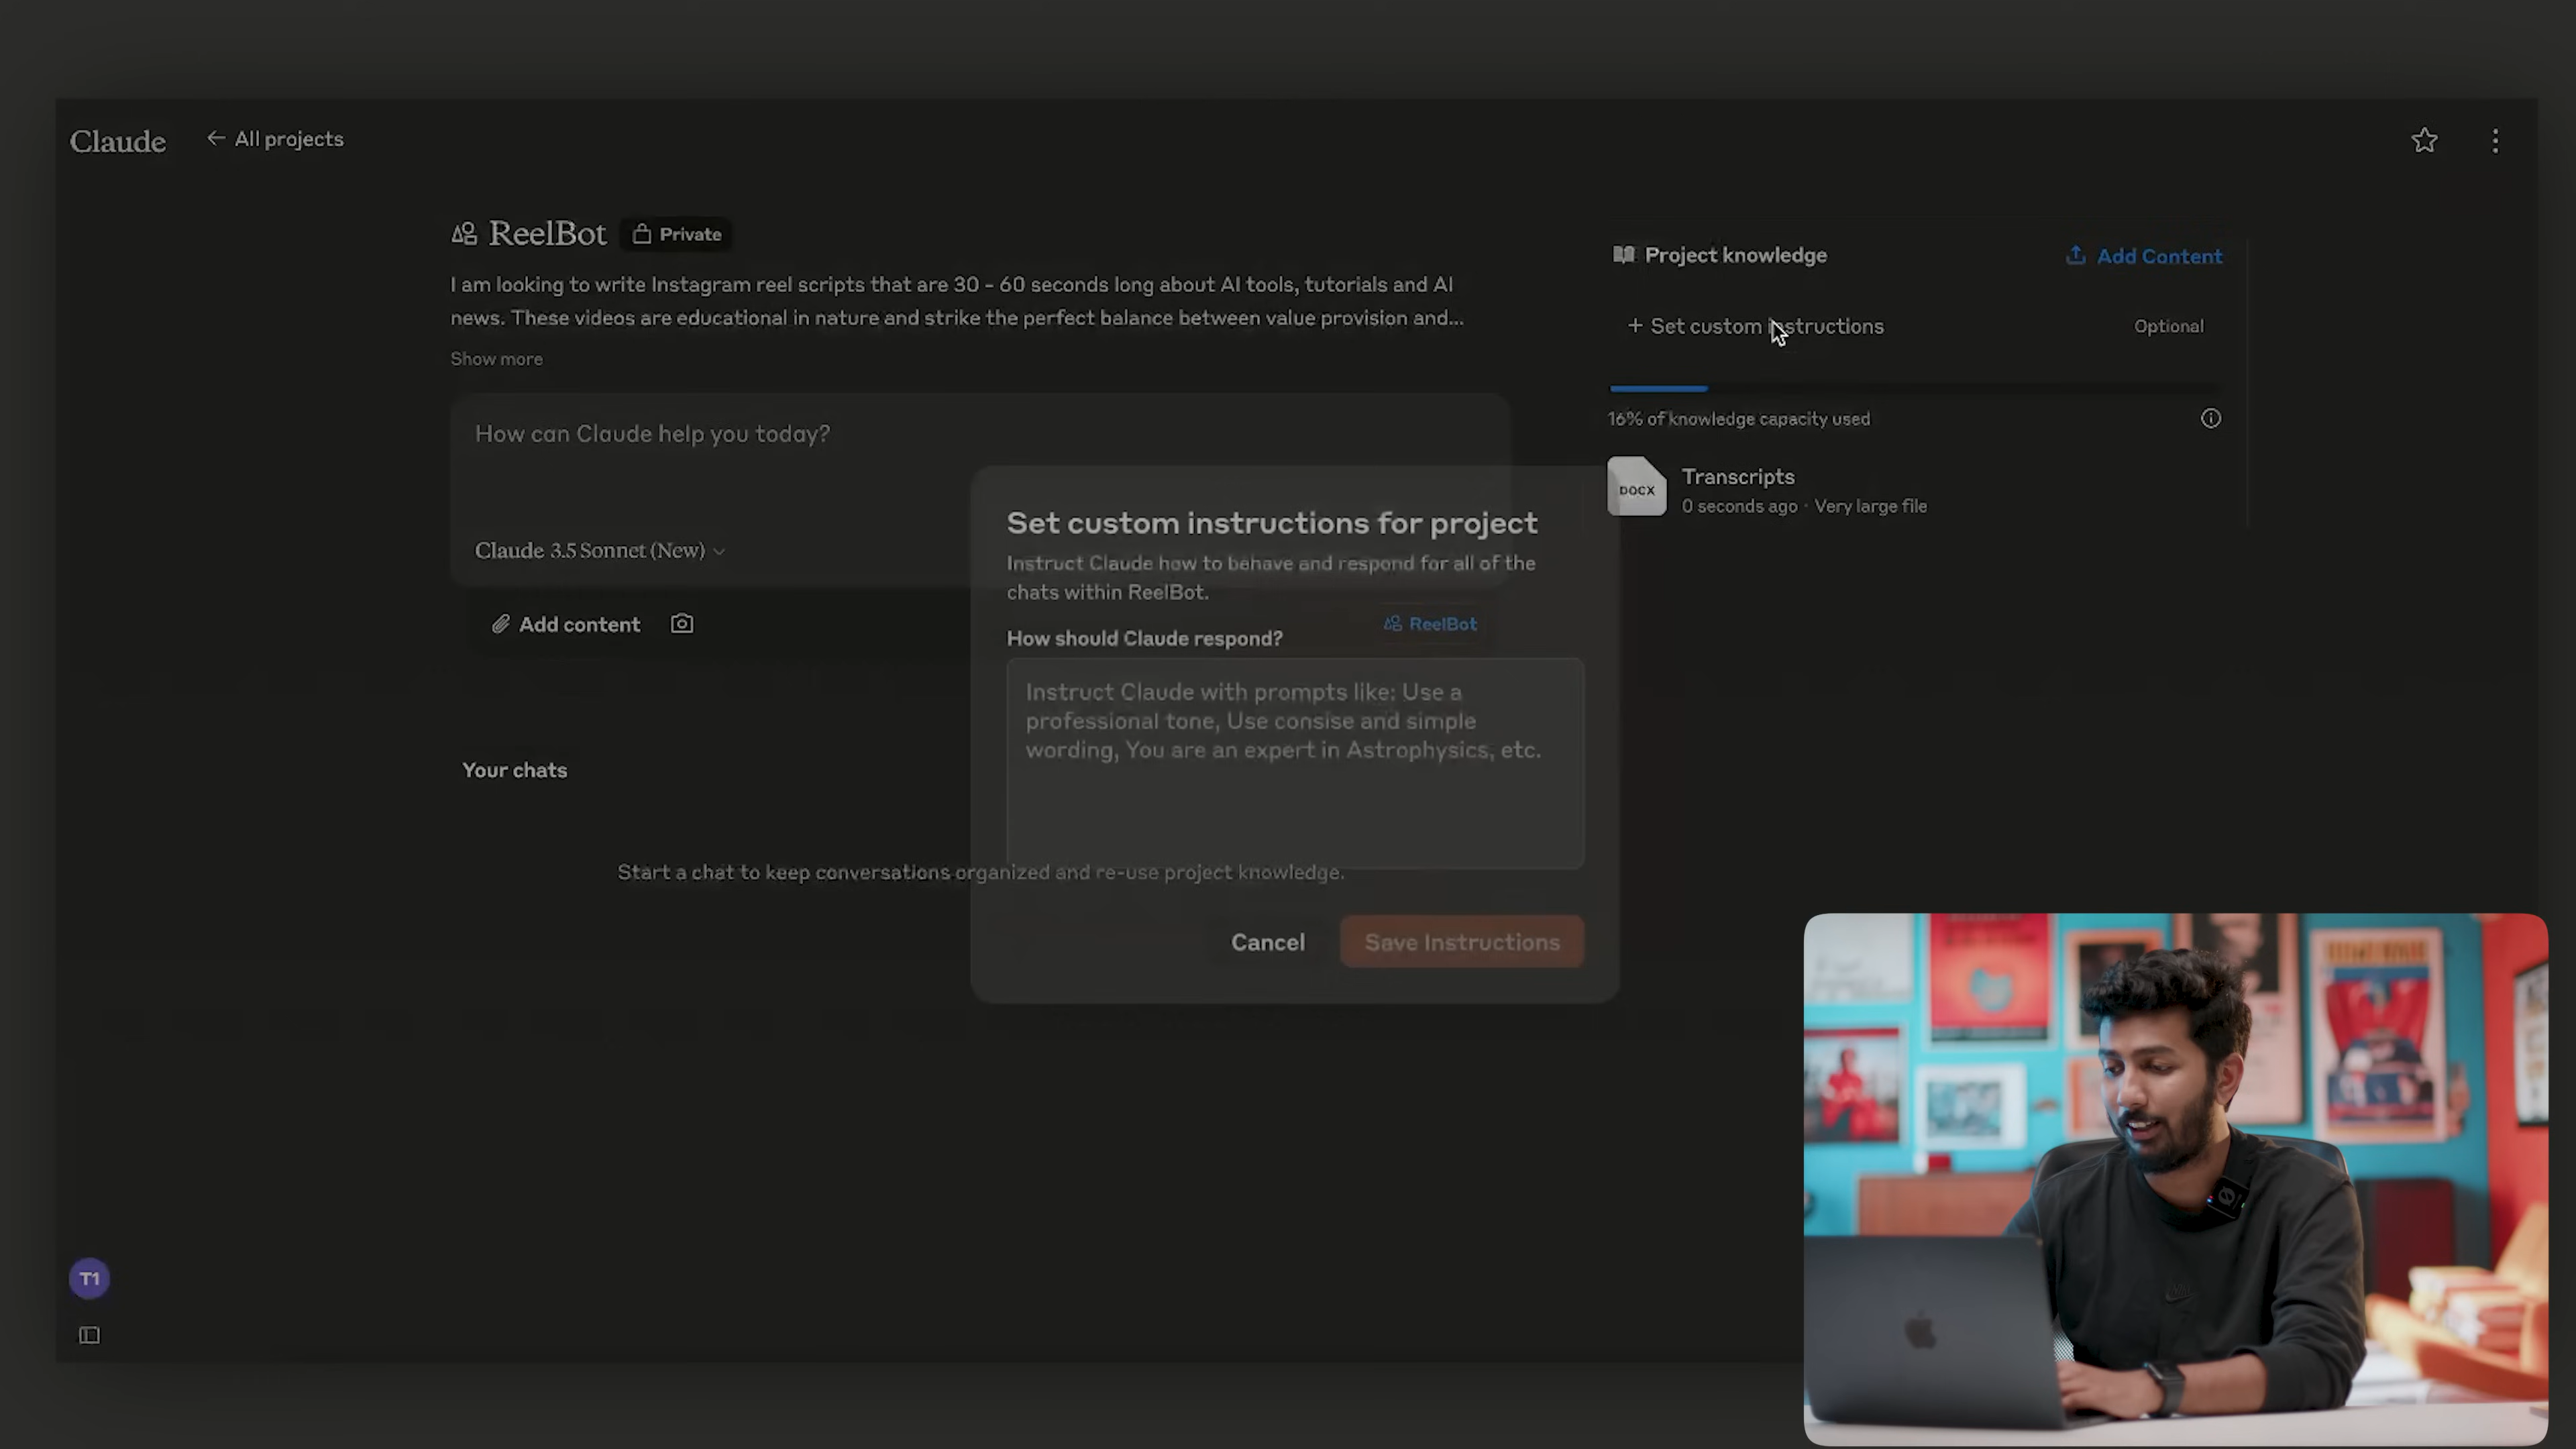 Claude
← All projects
ReelBot
Private
I am looking to write Instagram reel scripts that are 30 - 60 seconds long about AI tools, tutorials and AI
news. These videos are educational in nature and strike the perfect balance between value provision and...
Show more
How can Claude help you today?
Claude 3.5 Sonnet (New)
Add content
ReelBot
Your chats
Start a chat to keep conversations organized and re-use project knowledge.
Project knowledge
Add Content
+ Set custom instructions
Optional
16% of knowledge capacity used
DOCX
Transcripts
0 seconds ago · Very large file
Set custom instructions for project
Instruct Claude how to behave and respond for all of the
chats within ReelBot.
How should Claude respond?
Instruct Claude with prompts like: Use a
professional tone, Use consise and simple
wording, You are an expert in Astrophysics, etc.
Cancel
Save Instructions
T1